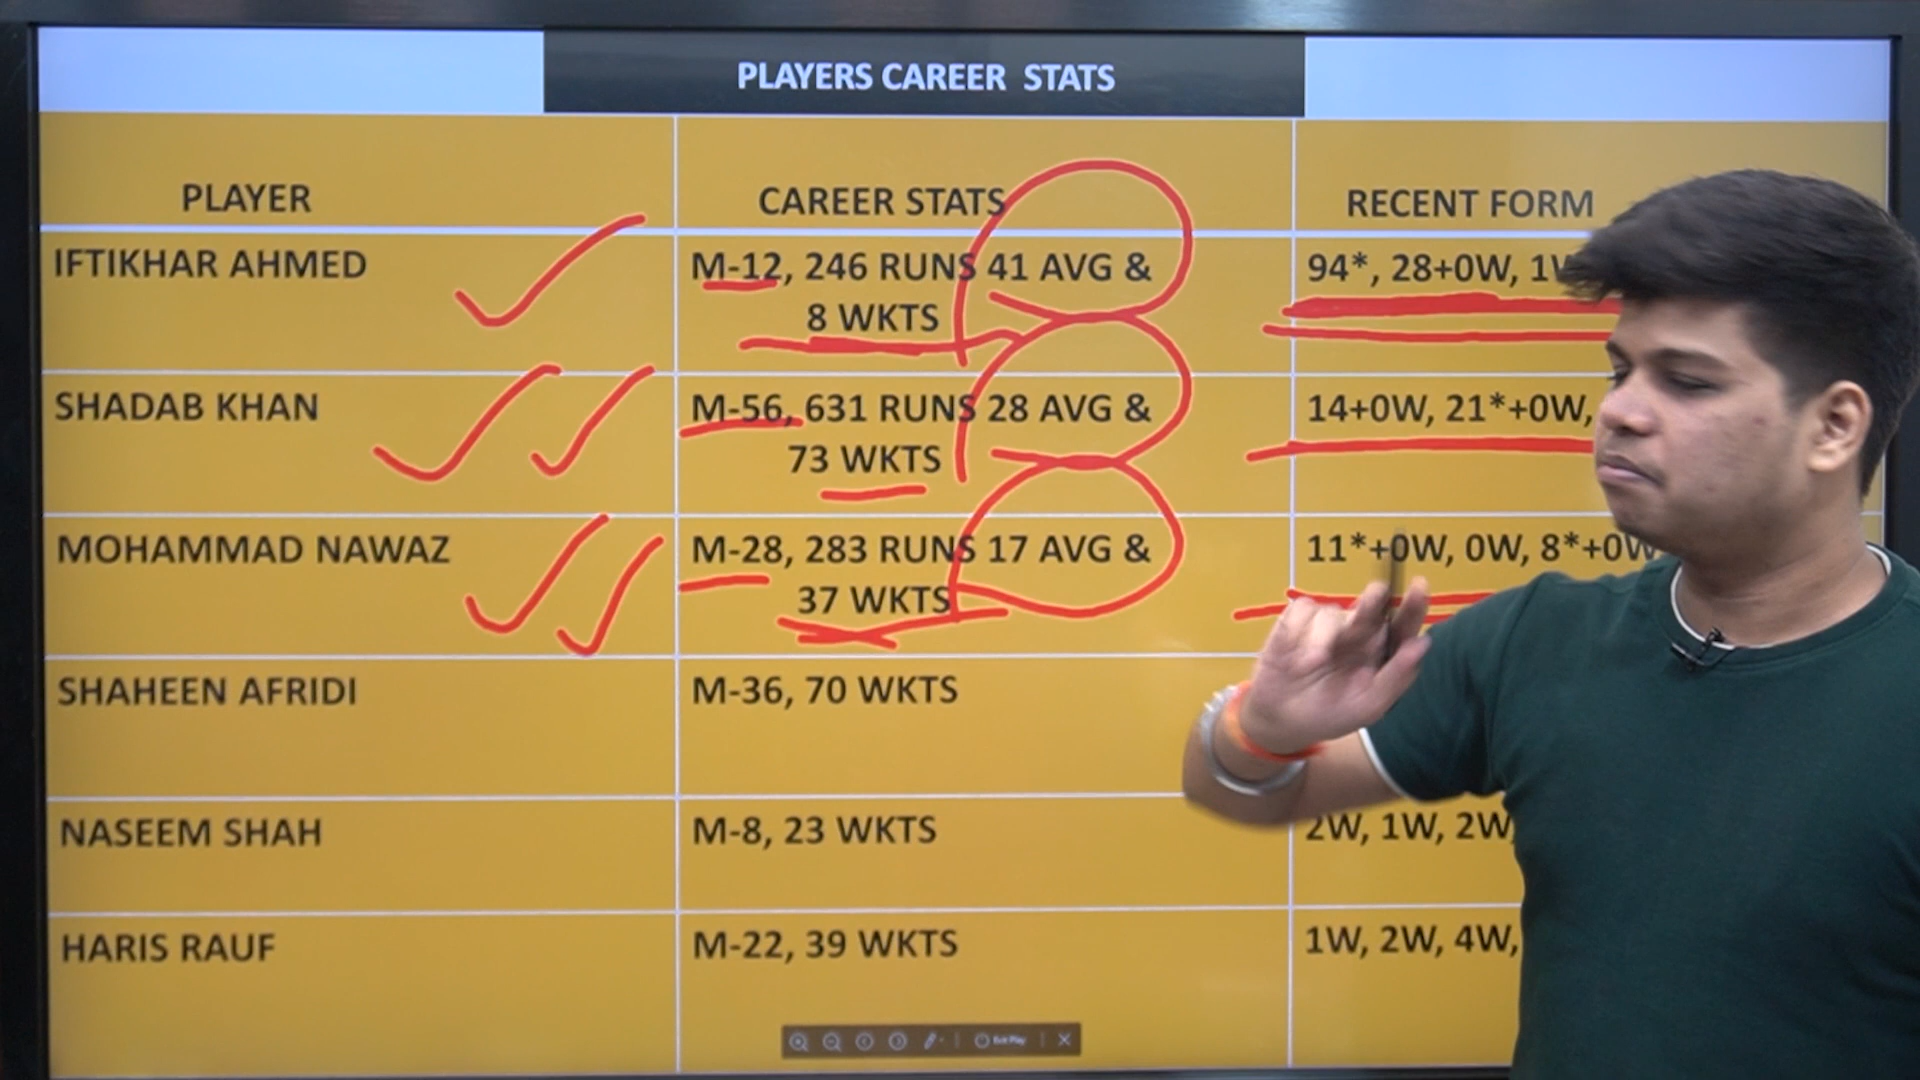 PLAYERS CAREER STATS
PLAYER CAREER STATS RECENT FORM
IFTIKHAR AHMED M-12, 246 RUNS 41 AVG & 94*, 28+0W,
8 WKTS
SHADAB KHAN M-56, 631 RUNS 28 AVG & 14+0W, 21*+0W,
73 WKTS
MOHAMMAD NAWAZ M-28, 283 RUNS 17 AVG & 11*+0W, 0W, 8*+0W
37 WKTS
SHAHEEN AFRIDI M-36, 70 WKTS
NASEEM SHAH M-8, 23 WKTS 2W, 1W, 2W,
HARIS RAUF M-22, 39 WKTS 1W, 2W, 4W,